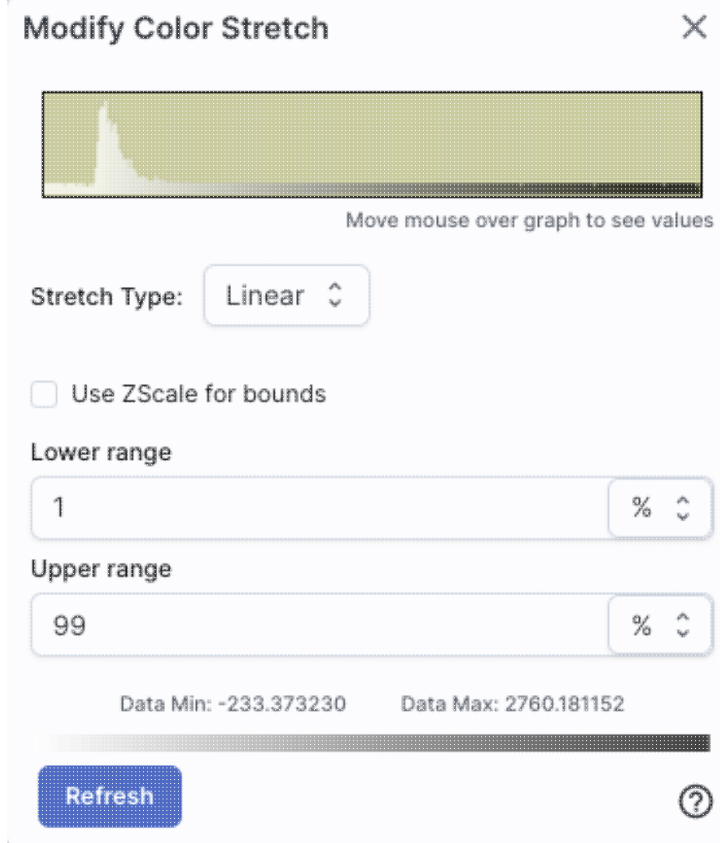 Modify Color Stretch
Move mouse over graph to see values
Stretch Type: Linear
Use ZScale for bounds
Lower range
1 %
Upper range
99 %
Data Min: -233.373230 Data Max: 2760.181152
Refresh